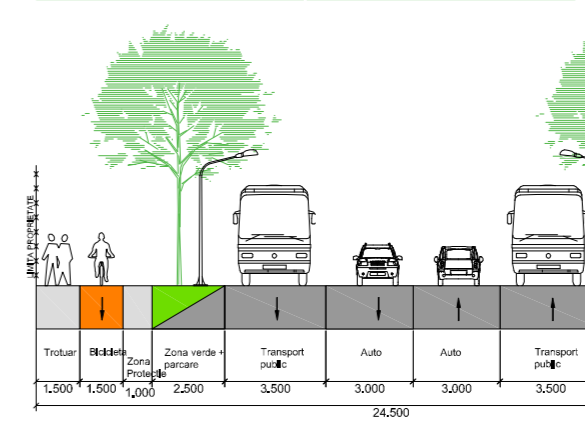 LIMITA PROPRIETATE
Trotuar
Bicicleta
Zona
Protectie
Zona verde +
parcare
Transport
public
Auto
Auto
Transport
public
1.500
1.500
1.000
2.500
3.500
3.000
3.000
3.500
24.500